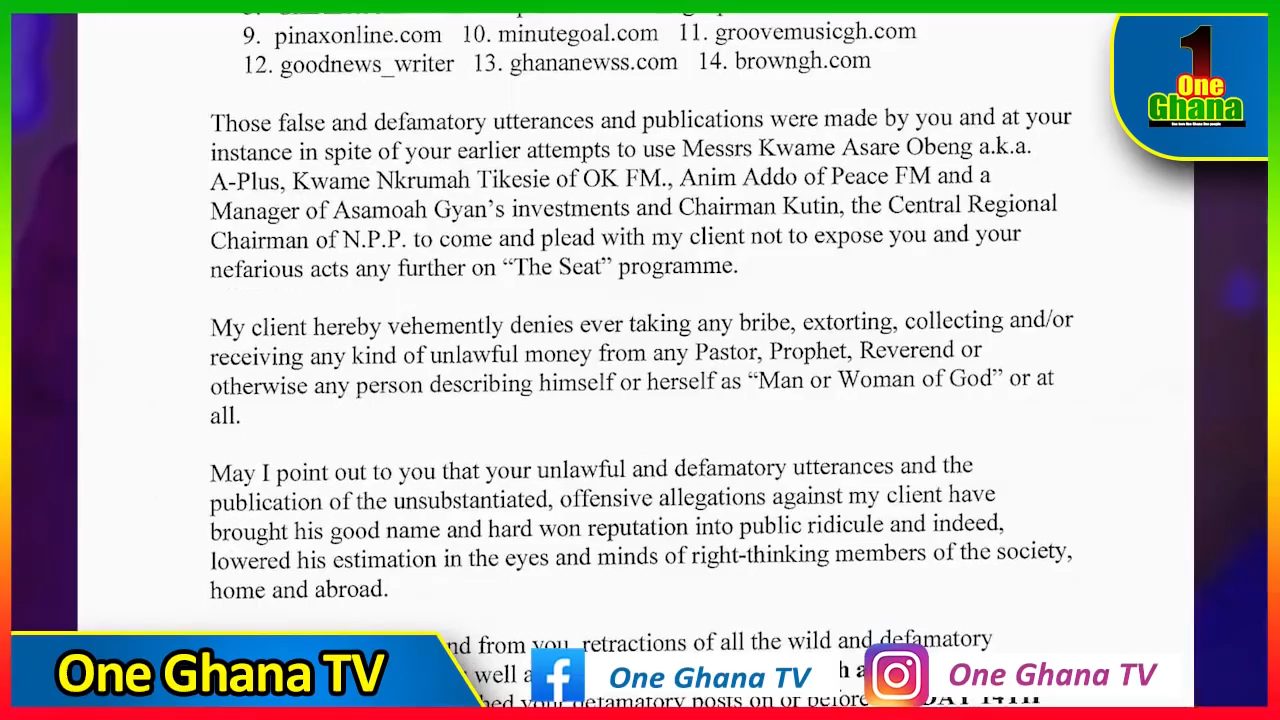 9. pinaxonline.com 10. minutegoal.com 11. groovemusicgh.com
12. goodnews_writer 13. ghananewss.com 14. browngh.com
Those false and defamatory utterances and publications were made by you and at your
instance in spite of your earlier attempts to use Messrs Kwame Asare Obeng a.k.a.
A-Plus, Kwame Nkrumah Tikesie of OK FM., Anim Addo of Peace FM and a
Manager of Asamoah Gyan's investments and Chairman Kutin, the Central Regional
Chairman of N.P.P. to come and plead with my client not to expose you and your
nefarious acts any further on “The Seat” programme.
My client hereby vehemently denies ever taking any bribe, extorting, collecting and/or
receiving any kind of unlawful money from any Pastor, Prophet, Reverend or
otherwise any person describing himself or herself as “Man or Woman of God” or at
all.
May I point out to you that your unlawful and defamatory utterances and the
publication of the unsubstantiated, offensive allegations against my client have
brought his good name and hard won reputation into public ridicule and indeed,
lowered his estimation in the eyes and minds of right-thinking members of the society,
home and abroad.
from you, retractions of all the wild and defamatory
well
defamatory posts on or before 14TH
1
One
Ghana
One Ghana TV
One Ghana TV
One Ghana TV